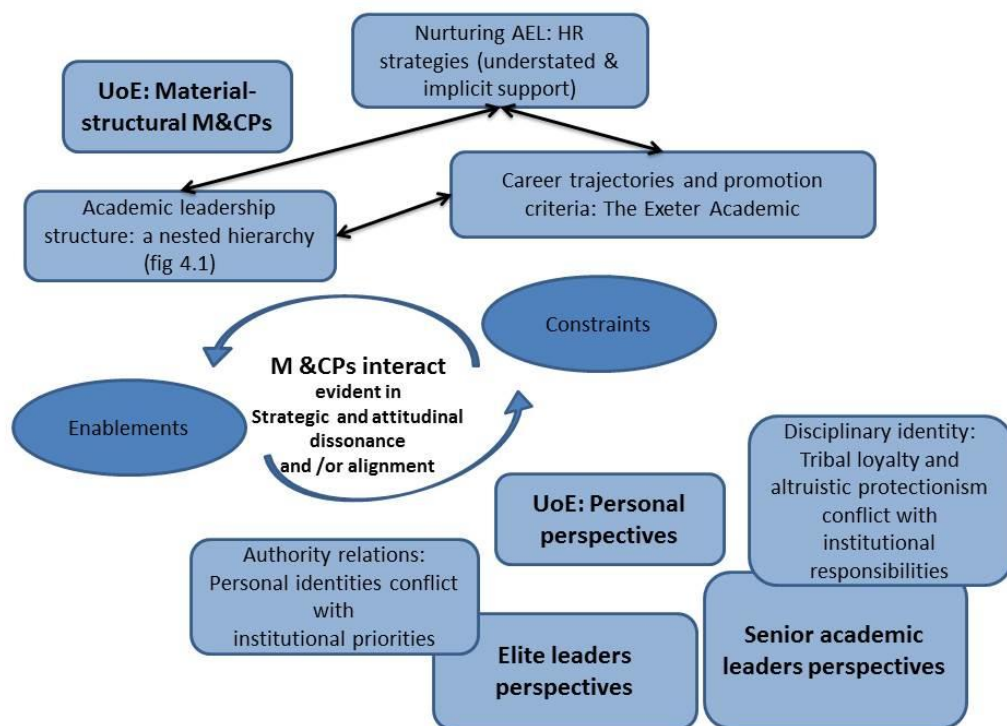 Nurturing AEL: HR
strategies (understated &
implicit support)
UoE: Material-
structural M&CPs
Career trajectories and promotion
criteria: The Exeter Academic
Academic leadership
structure: a nested hierarchy
(fig 4.1)
Constraints
M &CPs interact
evident in
Strategic and attitudinal
dissonance
and /or alignment
Enablements
Disciplinary identity:
Tribal loyalty and
altruistic protectionism
conflict with
institutional
responsibilities
UoE: Personal
perspectives
Authority relations:
Personal identities conflict
with
institutional priorities
Elite leaders
perspectives
Senior academic
leaders perspectives